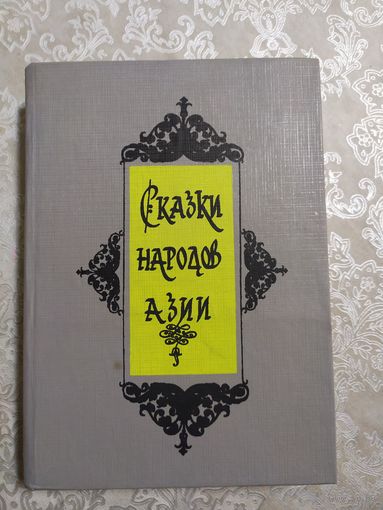 Сказки
народов
азии